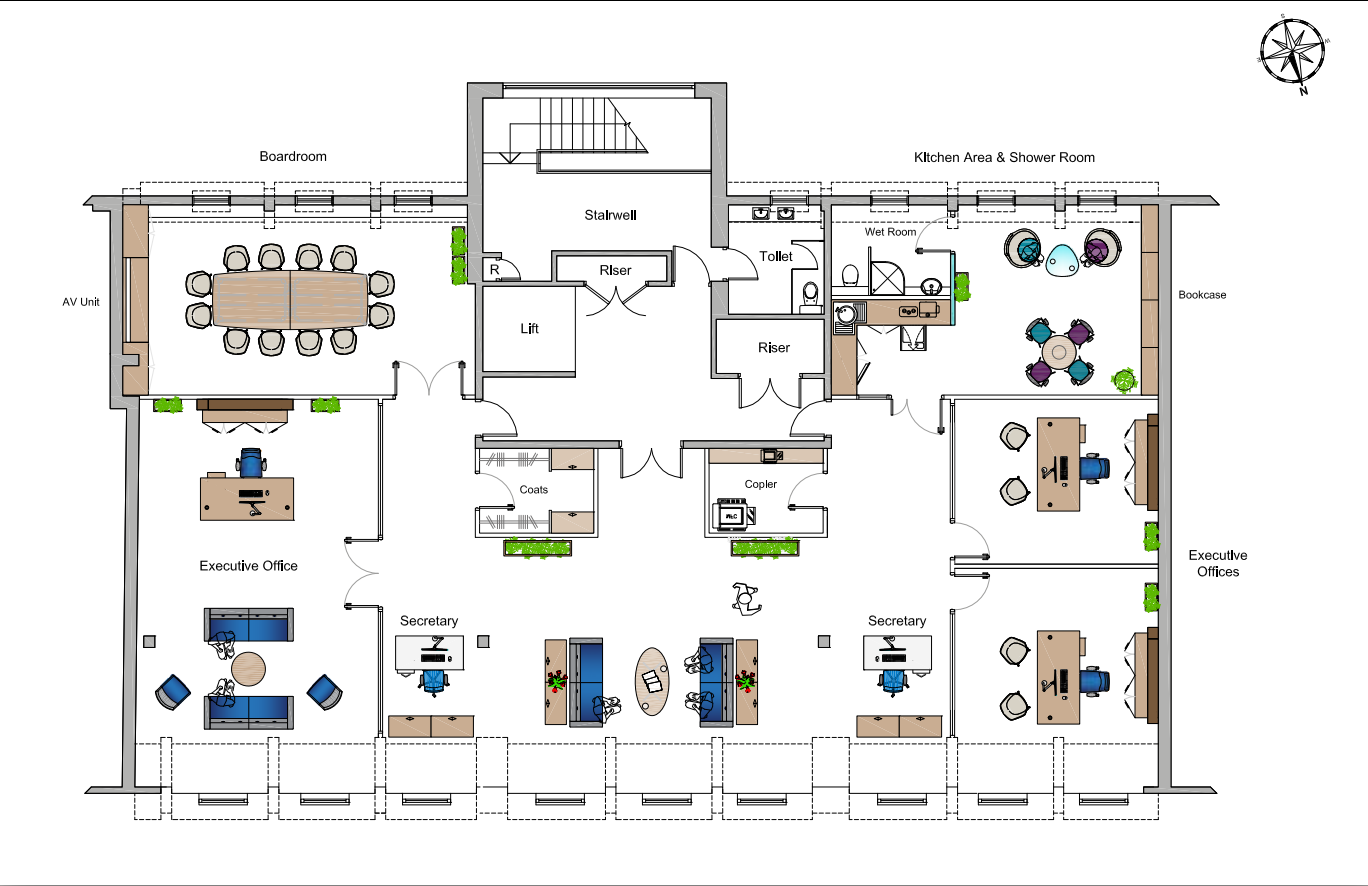 S
N
Boardroom
Kitchen Area & Shower Room
Stairwell
Wet Room
Toilet
R
Riser
AV Unit
Bookcase
Lift
Riser
Coats
Copier
Executive
Offices
Executive Office
Secretary
Secretary